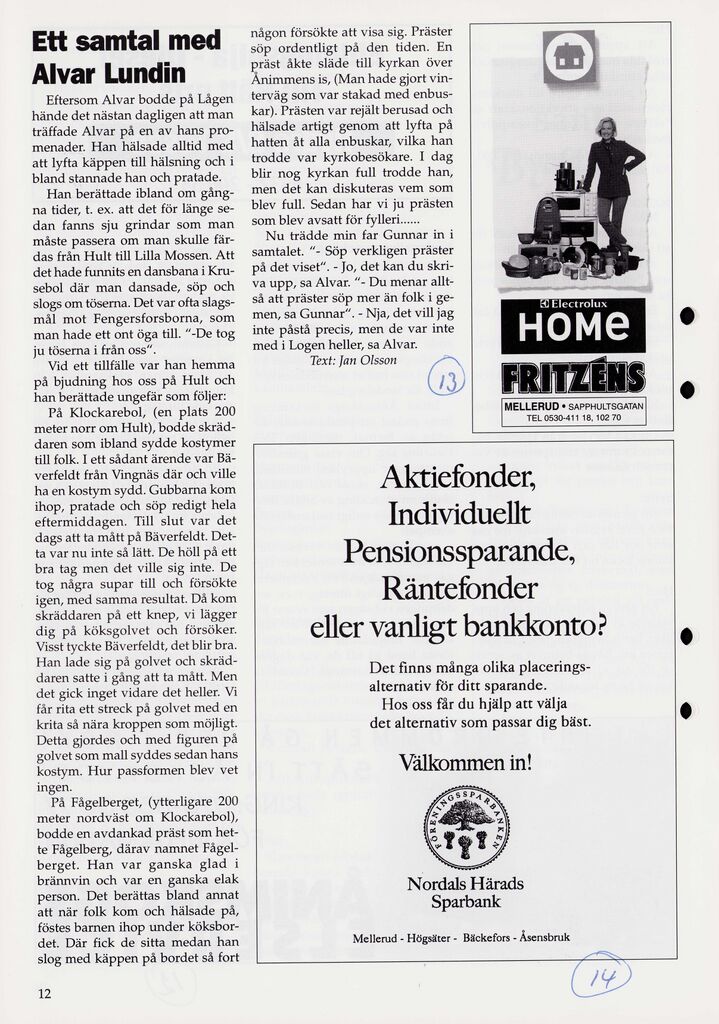 Ett samtal med
Alvar Lundin
Eftersom Alvar bodde på Lågen
hände det nästan dagligen att man
träffade Alvar på en av hans pro-
menader. Han hälsade alltid med
att lyfta käppen till hälsning och i
bland stannade han och pratade.
Han berättade ibland om gång-
na tider, t. ex. att det för länge se-
dan fanns sju grindar som man
måste passera om man skulle fär-
das från Hult till Lilla Mossen. Att
det hade funnits en dansbana i Kru-
sebol där man dansade, söp och
slogs om töserna. Det var ofta slags-
mål mot Fengersforsborna, som
man hade ett ont öga till. "-De tog
ju töserna i från oss".
Vid ett tillfälle var han hemma
på bjudning hos oss på Hult och
han berättade ungefär som följer:
På Klockarebol, (en plats 200
meter norr om Hult), bodde skräd-
daren som ibland sydde kostymer
till folk. I ett sådant ärende var Bä-
verfeldt från Vingnäs där och ville
ha en kostym sydd. Gubbarna kom
ihop, pratade och söp redigt hela
eftermiddagen. Till slut var det
dags att ta mått på Bäverfeldt. Det-
ta var nu inte så lätt. De höll på ett
bra tag men det ville sig inte. De
tog några supar till och försökte
igen, med samma resultat. Då kom
skräddaren på ett knep, vi lägger
dig på köksgolvet och försöker.
Visst tyckte Bäverfeldt, det blir bra.
Han lade sig på golvet och skräd-
daren satte i gång att ta mått. Men
det gick inget vidare det heller. Vi
får rita ett streck på golvet med en
krita så nära kroppen som möjligt.
Detta gjordes och med figuren på
golvet som mall syddes sedan hans
kostym. Hur passformen blev vet
ingen.
På Fågelberget, (ytterligare 200
meter nordväst om Klockarebol),
bodde en avdankad präst som het-
te Fågelberg, därav namnet Fågel-
berget. Han var ganska glad i
brännvin och var en ganska elak
person. Det berättas bland annat
att när folk kom och hälsade på,
föstes barnen ihop under köksbor-
det. Där fick de sitta medan han
slog med käppen på bordet så fort
någon försökte att visa sig. Präster
söp ordentligt på den tiden. En
präst åkte släde till kyrkan över
Ånimmens is, (Man hade gjort vin-
terväg som var stakad med enbus-
kar). Prästen var rejält berusad och
hälsade artigt genom att lyfta på
hatten åt alla enbuskar, vilka han
trodde var kyrkobesökare. I dag
blir nog kyrkan full trodde han,
men det kan diskuteras vem som
blev full. Sedan har vi ju prästen
som blev avsatt för fylleri......
Nu trädde min far Gunnar in i
samtalet. "- Söp verkligen präster
på det viset". - Jo, det kan du skri-
va upp, sa Alvar. "- Du menar allt-
så att präster söp mer än folk i ge-
men, sa Gunnar". - Nja, det vill jag
inte påstå precis, men de var inte
med i Logen heller, sa Alvar.
Text: Jan Olsson
13
Electrolux
HOMe
FRITZÉNS
MELLERUD • SAPPHULTSGATAN
TEL 0530-411 18, 102 70
Aktiefonder,
Individuellt
Pensionssparande,
Räntefonder
eller vanligt bankkonto?
Det finns många olika placerings-
alternativ för ditt sparande.
Hos oss får du hjälp att välja
det alternativ som passar dig bäst.
Välkommen in!
FÖRENINGSSPARBANKEN
Nordals Härads
Sparbank
Mellerud - Högsäter - Bäckefors - Åsensbruk
14
12